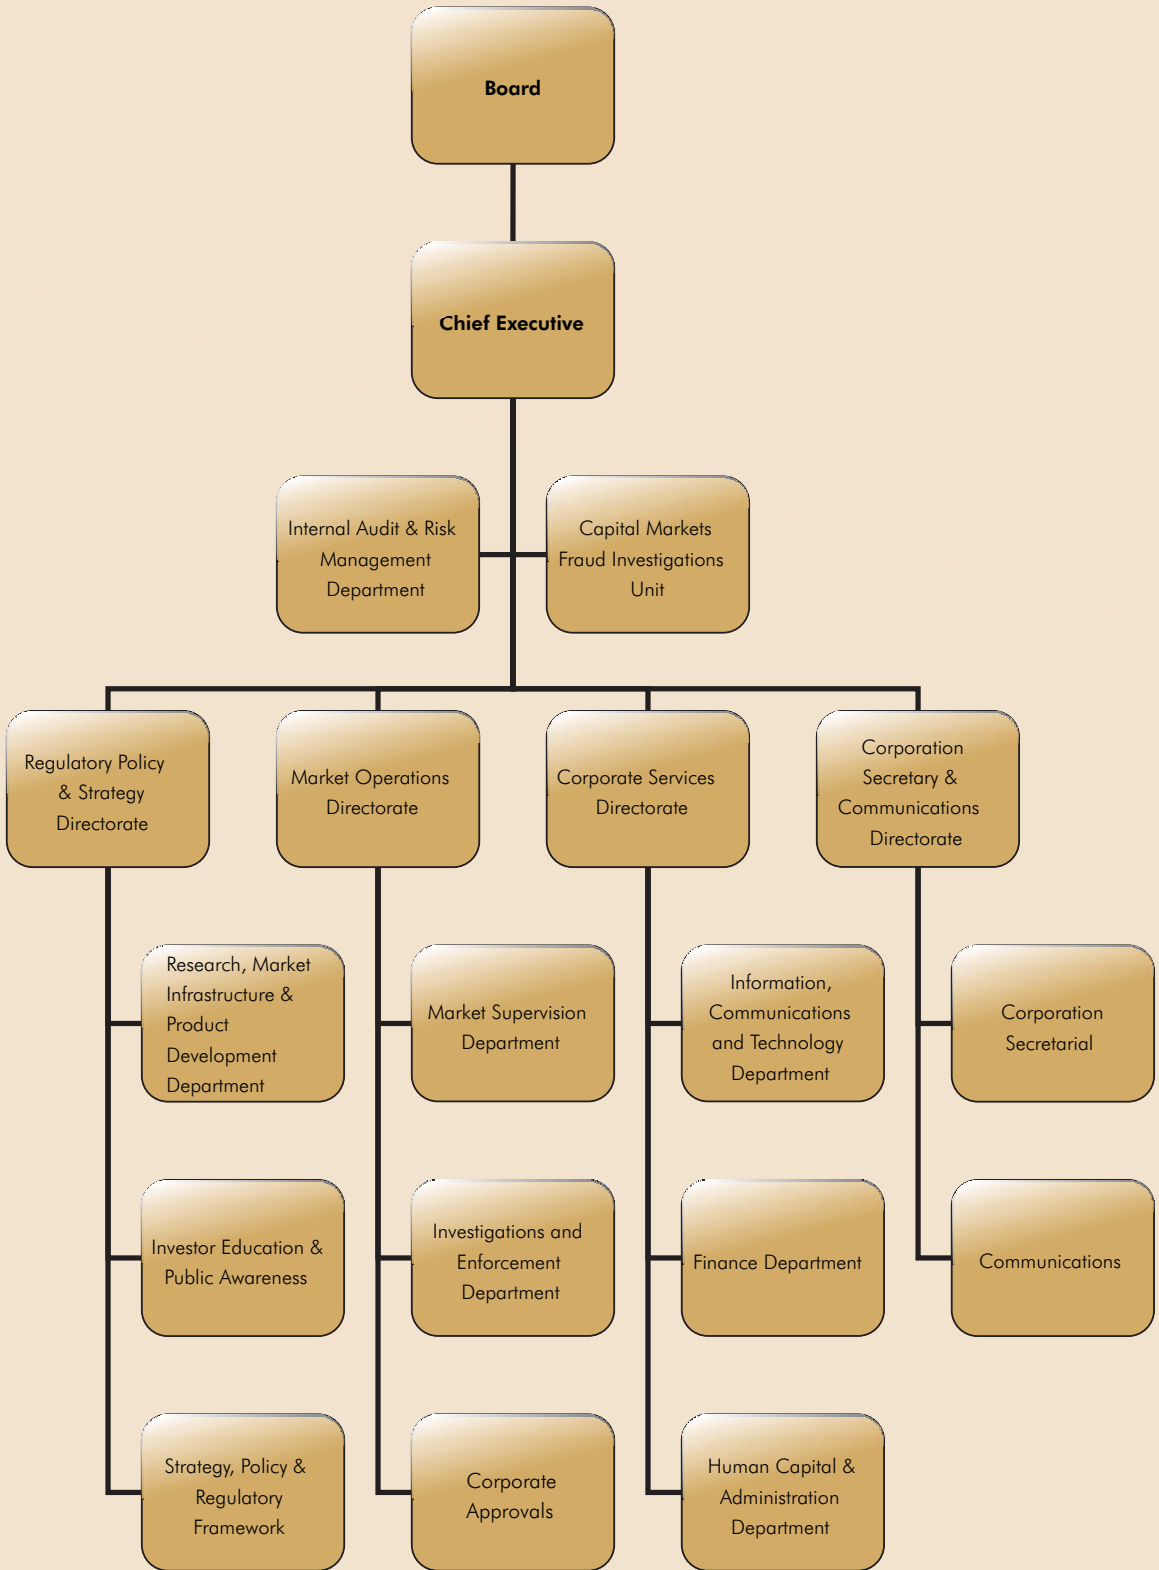 Board
Chief Executive
Internal Audit & Risk
Management
Department
Capital Markets
Fraud Investigations
Unit
Regulatory Policy
& Strategy
Directorate
Market Operations
Directorate
Corporate Services
Directorate
Corporation
Secretary &
Communications
Directorate
Research, Market
Infrastructure &
Product
Development
Department
Market Supervision
Department
Information,
Communications
and Technology
Department
Corporation
Secretarial
Investor Education &
Public Awareness
Investigations and
Enforcement
Department
Finance Department
Communications
Strategy, Policy &
Regulatory
Framework
Corporate
Approvals
Human Capital &
Administration
Department